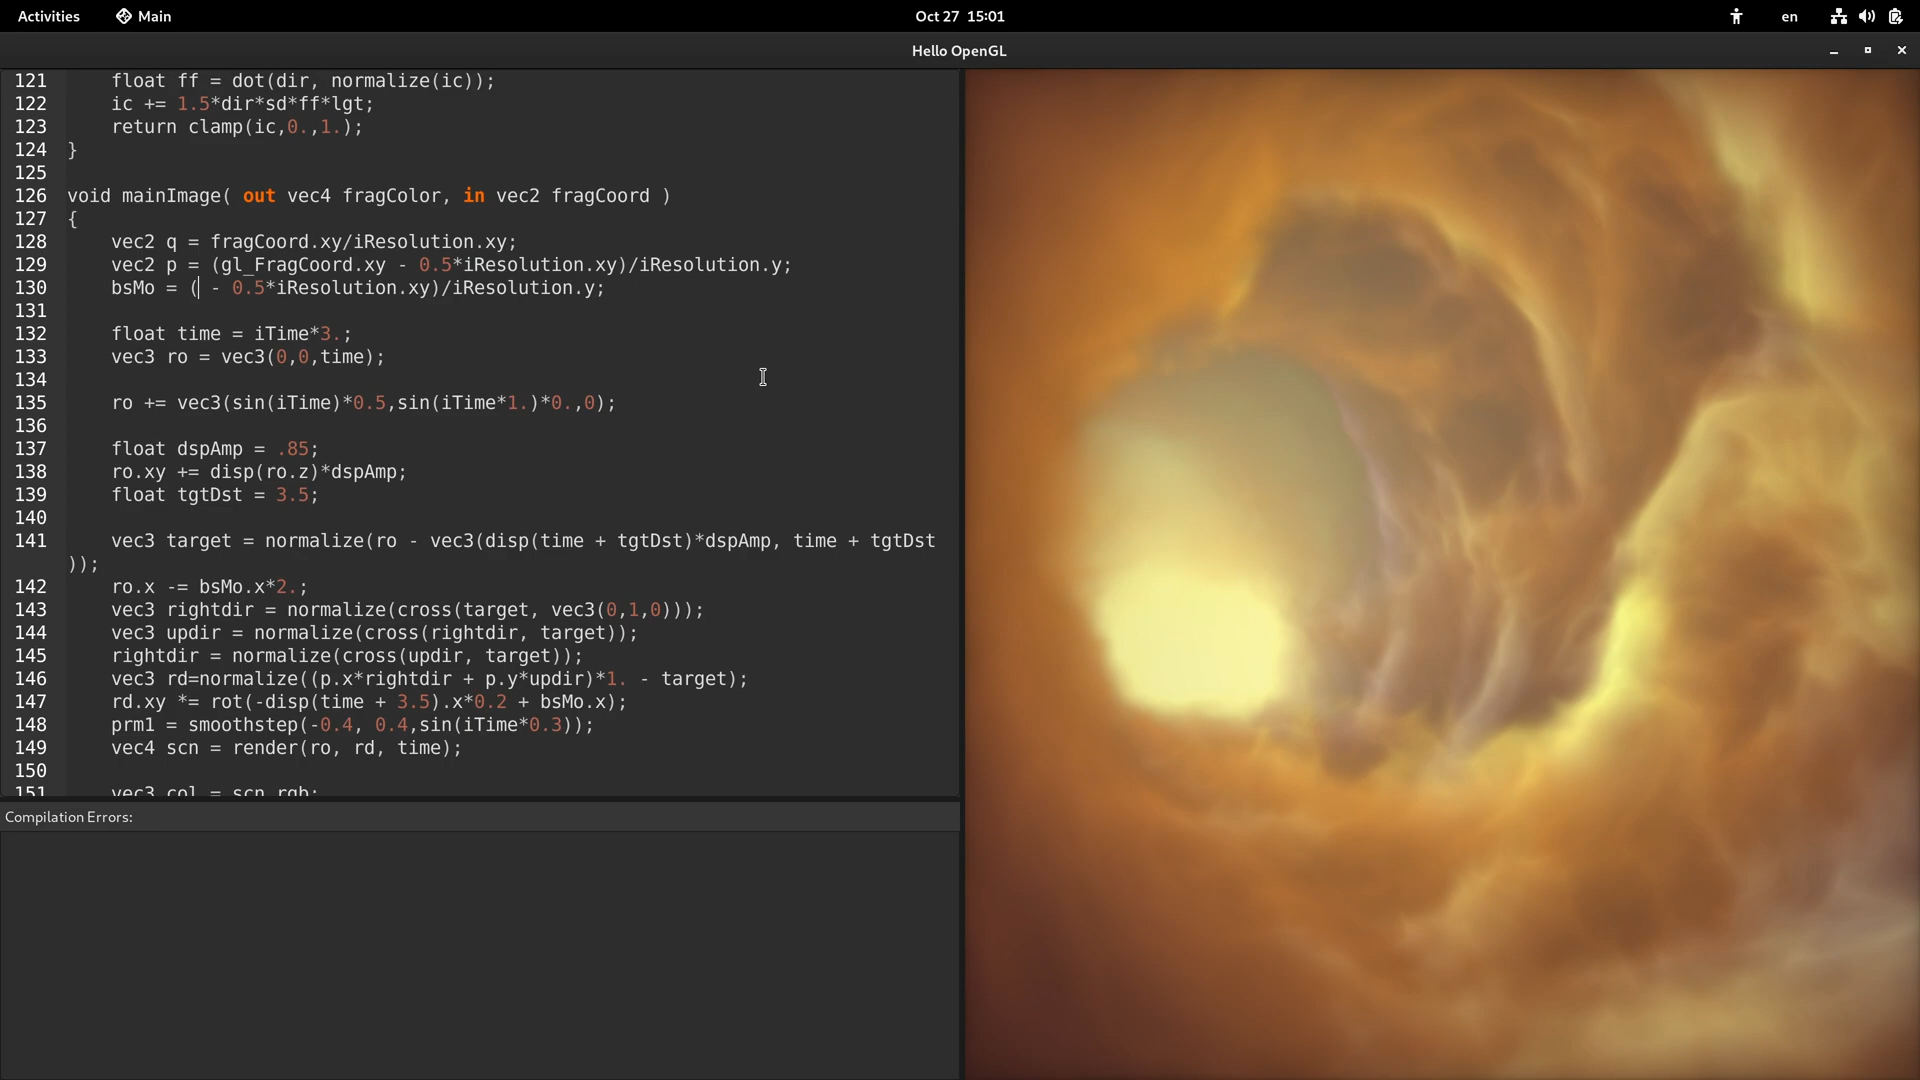 Activities Main Oct 27 15:01 en
Hello OpenGL
121 float ff = dot(dir, normalize(ic));
122 ic += 1.5*dir*sd*ff*lgt;
123 return clamp(ic,0.,1.);
124 }
125
126 void mainImage( out vec4 fragColor, in vec2 fragCoord )
127 {
128 vec2 q = fragCoord.xy/iResolution.xy;
129 vec2 p = (gl_FragCoord.xy - 0.5*iResolution.xy)/iResolution.y;
130 bsMo = ( - 0.5*iResolution.xy)/iResolution.y;
131
132 float time = iTime*3.;
133 vec3 ro = vec3(0,0,time);
134
135 ro += vec3(sin(iTime)*0.5,sin(iTime*1.)*0.,0);
136
137 float dspAmp = .85;
138 ro.xy += disp(ro.z)*dspAmp;
139 float tgtDst = 3.5;
140
141 vec3 target = normalize(ro - vec3(disp(time + tgtDst)*dspAmp, time + tgtDst
));
142 ro.x -= bsMo.x*2.;
143 vec3 rightdir = normalize(cross(target, vec3(0,1,0)));
144 vec3 updir = normalize(cross(rightdir, target));
145 rightdir = normalize(cross(updir, target));
146 vec3 rd=normalize((p.x*rightdir + p.y*updir)*1. - target);
147 rd.xy *= rot(-disp(time + 3.5).x*0.2 + bsMo.x);
148 prm1 = smoothstep(-0.4, 0.4,sin(iTime*0.3));
149 vec4 scn = render(ro, rd, time);
150
151 vec3 col = scn.rgb;
Compilation Errors: